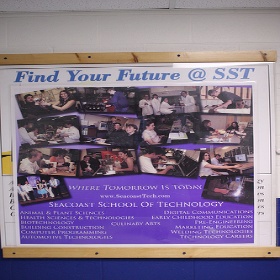 Find Your Future @ SST
WHERE TOMORROW IS TODAY
www.SeacoastTech.com
SEACOAST SCHOOL OF TECHNOLOGY
ANIMAL & PLANT SCIENCES
DIGITAL COMMUNICATIONS
HEALTH SCIENCES & TECHNOLOGIES
EARLY CHILDHOOD EDUCATION
BIOTECHNOLOGY
CULINARY ARTS
PRE-ENGINEERING
BUILDING CONSTRUCTION
MARKETING EDUCATION
COMPUTER PROGRAMMING
WELDING TECHNOLOGIES
AUTOMOTIVE TECHNOLOGIES
TECHNOLOGY CAREERS